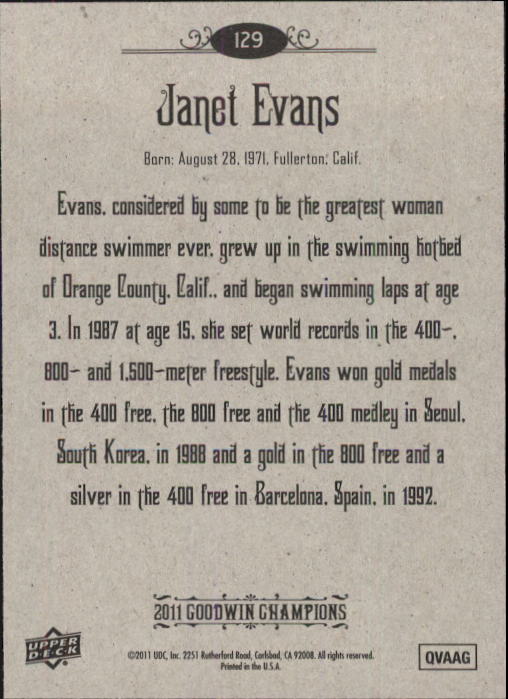 129
Janet Evans
Born: August 28, 1971, Fullerton, Calif.
Evans, considered by some to be the greatest woman
distance swimmer ever, grew up in the swimming hotbed
of Orange County, Calif., and began swimming laps at age
3. In 1987 at age 15, she set world records in the 400-,
800- and 1,500-meter freestyle. Evans won gold medals
in the 400 free, the 800 free and the 400 medley in Seoul,
South Korea, in 1988 and a gold in the 800 free and a
silver in the 400 free in Barcelona, Spain, in 1992.
2011 GOODWIN CHAMPIONS
UPPER
DECK
©2011 UDC, Inc. 2251 Rutherford Road, Carlsbad, CA 92008. All rights reserved.
Printed in the U.S.A.
QVAAG